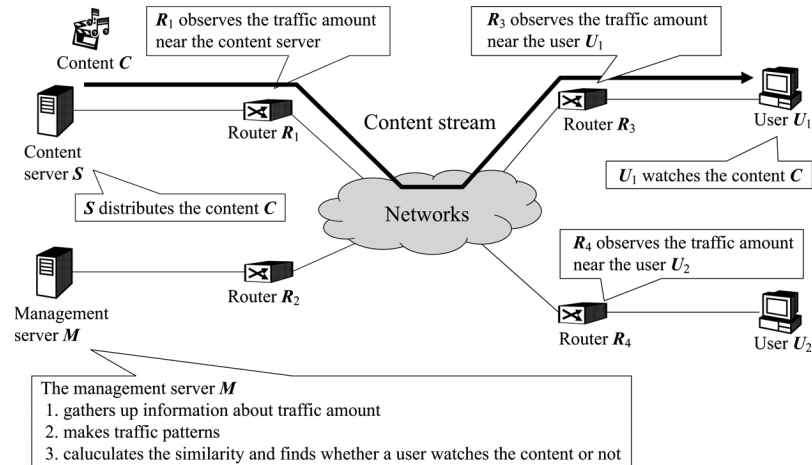 R1 observes the traffic amount
near the content server
R3 observes the traffic amount
near the user U1
Content C
Content stream
Router R1
Router R3
User U1
Content
server S
U1 watches the content C
S distributes the content C
Networks
R4 observes the traffic amount
near the user U2
Router R2
Management
server M
Router R4
User U2
The management server M
1. gathers up information about traffic amount
2. makes traffic patterns
3. caluculates the similarity and finds whether a user watches the content or not